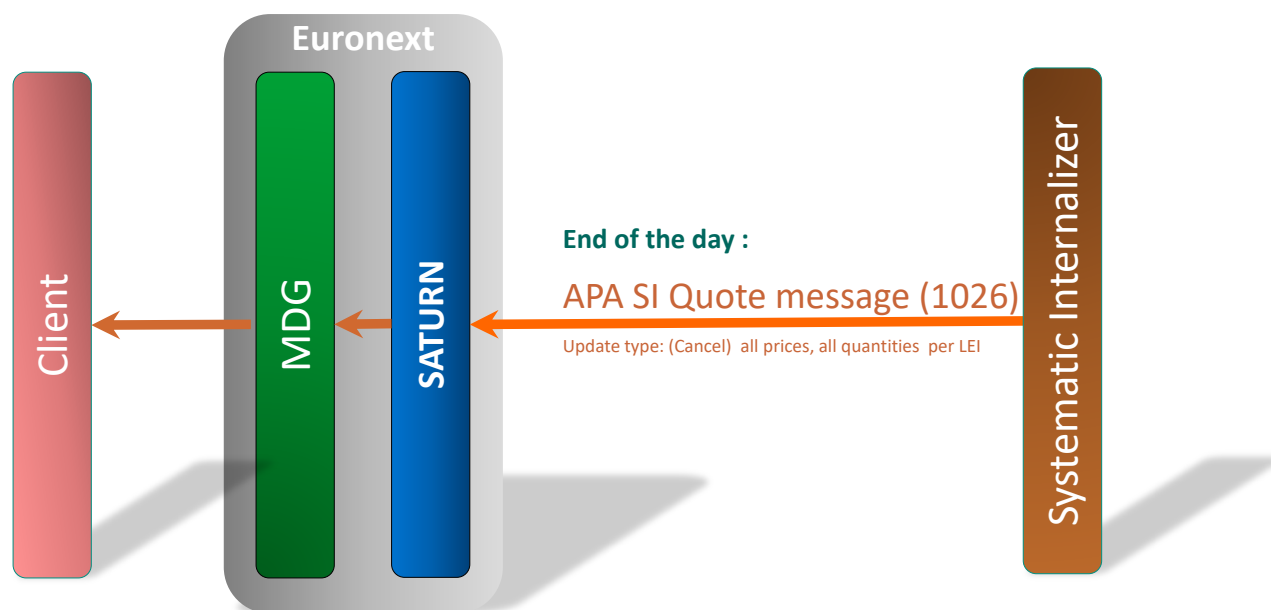 Euronext
Client
MDG
SATURN
End of the day :
APA SI Quote message (1026)
Update type: (Cancel) all prices, all quantities per LEI
Systematic Internalizer